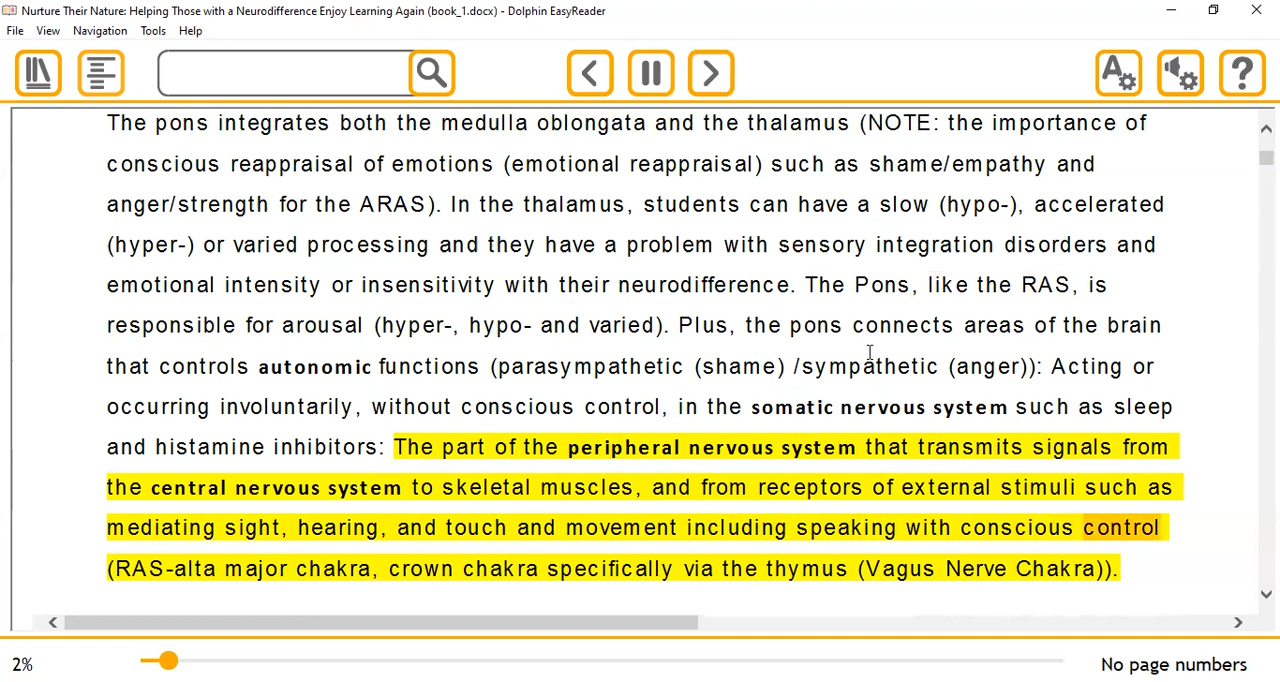 Nurture Their Nature: Helping Those with a Neurodifference Enjoy Learning Again (book_1.docx) - Dolphin EasyReader
File View Navigation Tools Help
The pons integrates both the medulla oblongata and the thalamus (NOTE: the importance of
conscious reappraisal of emotions (emotional reappraisal) such as shame/empathy and
anger/strength for the ARAS). In the thalamus, students can have a slow (hypo-), accelerated
(hyper-) or varied processing and they have a problem with sensory integration disorders and
emotional intensity or insensitivity with their neurodifference. The Pons, like the RAS, is
responsible for arousal (hyper-, hypo- and varied). Plus, the pons connects areas of the brain
that controls autonomic functions (parasympathetic (shame) /sympathetic (anger)): Acting or
occurring involuntarily, without conscious control, in the somatic nervous system such as sleep
and histamine inhibitors: The part of the peripheral nervous system that transmits signals from
the central nervous system to skeletal muscles, and from receptors of external stimuli such as
mediating sight, hearing, and touch and movement including speaking with conscious control
(RAS-alta major chakra, crown chakra specifically via the thymus (Vagus Nerve Chakra)).
2%
No page numbers